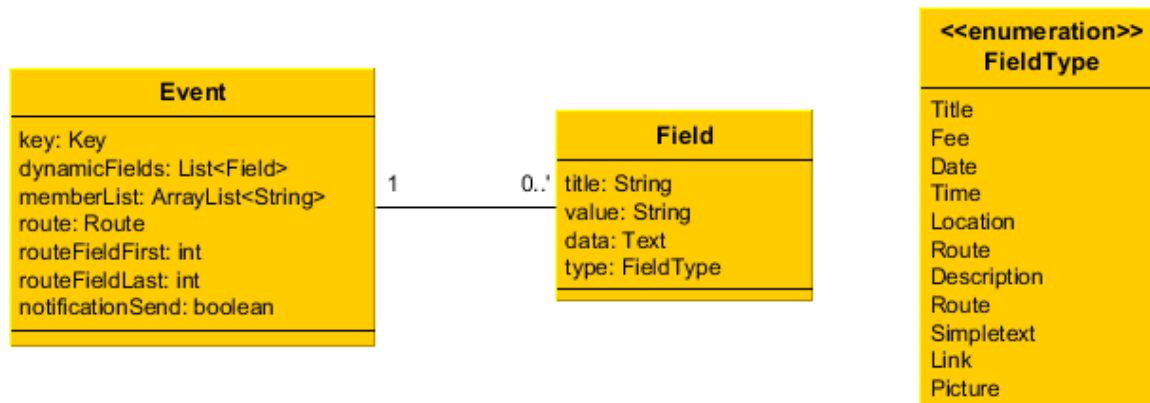 Event
key: Key
dynamicFields: List<Field>
memberList: ArrayList<String>
route: Route
routeFieldFirst: int
routeFieldLast: int
notificationSend: boolean
1
0..'
Field
title: String
value: String
data: Text
type: FieldType
<<enumeration>>
FieldType
Title
Fee
Date
Time
Location
Route
Description
Route
Simpletext
Link
Picture